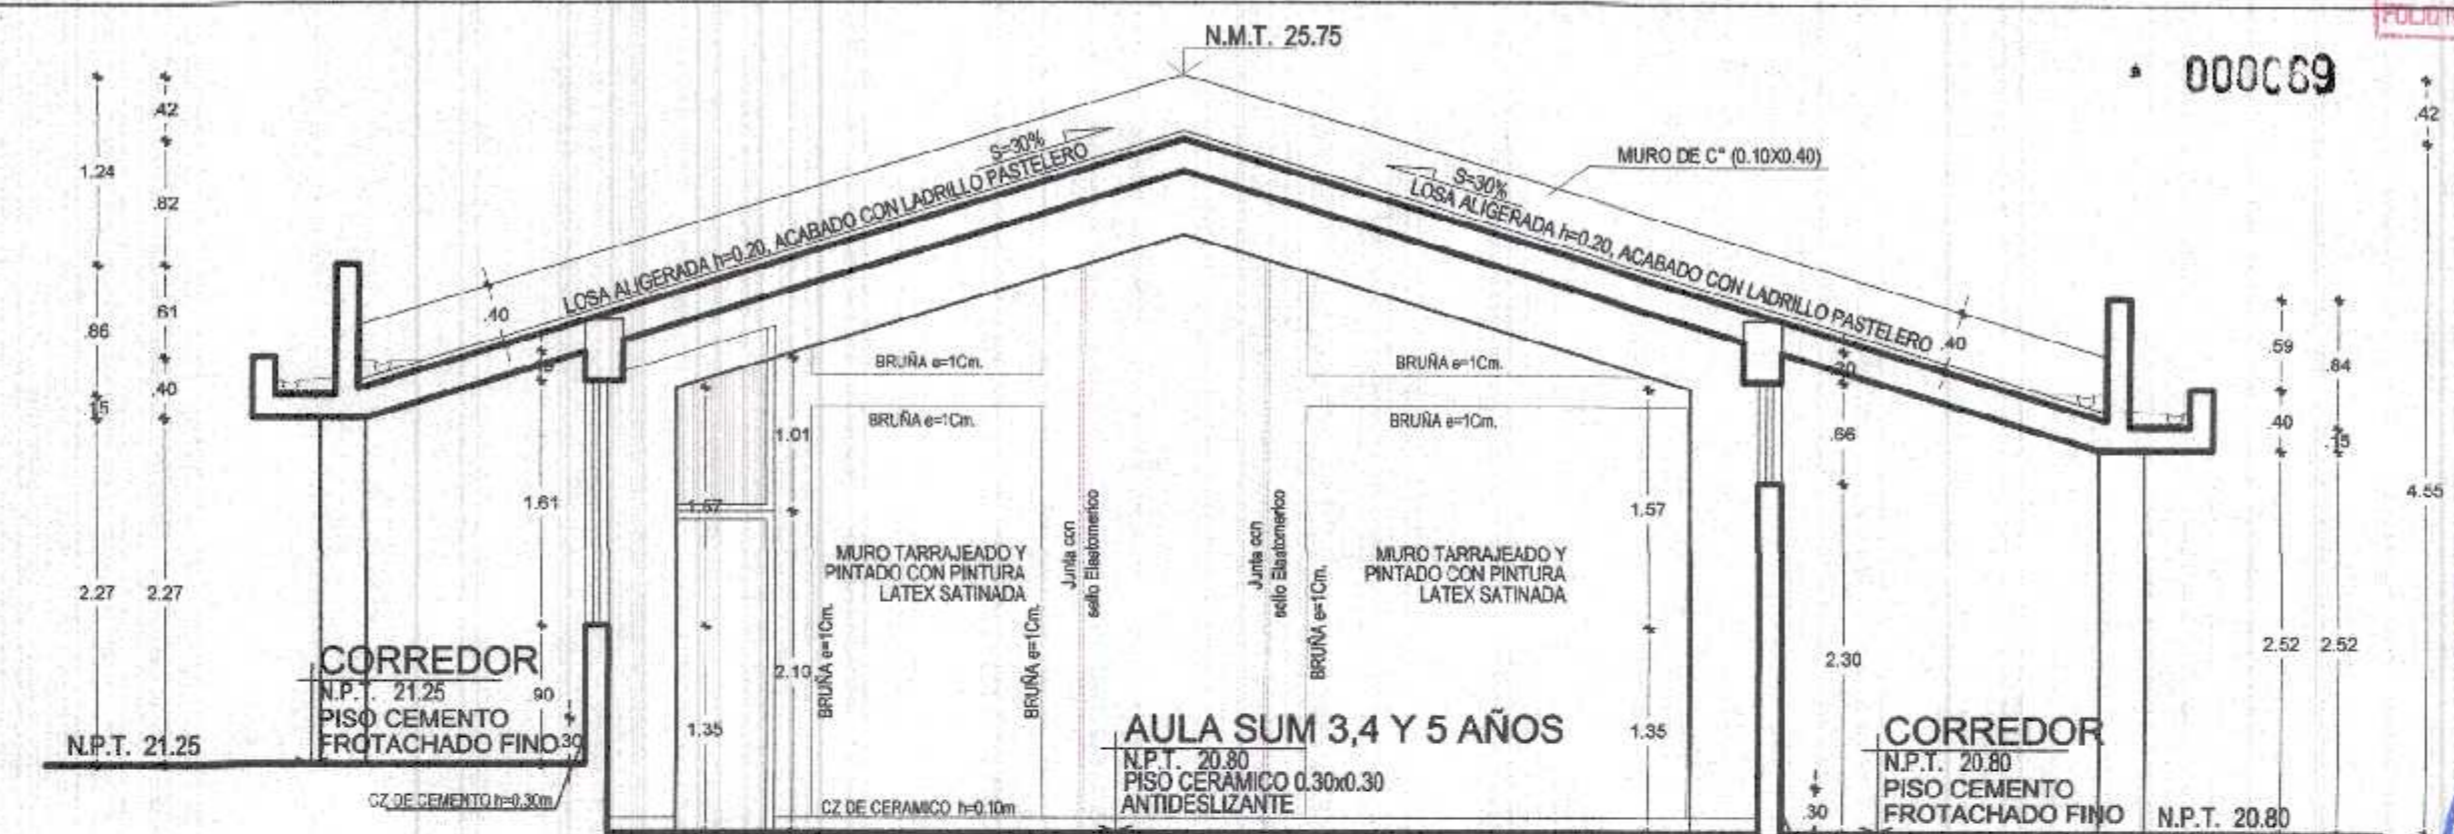 N.M.T. 25.75
000069
.42
1.24
.82
.86
.61
.40
.15
2.27
2.27
S=30%
LOSA ALIGERADA h=0.20, ACABADO CON LADRILLO PASTELERO
.40
S=30%
LOSA ALIGERADA h=0.20, ACABADO CON LADRILLO PASTELERO
.40
MURO DE C° (0.10X0.40)
.42
.59
.84
.40
.15
4.55
2.52
2.52
BRUÑA e=1Cm.
BRUÑA e=1Cm.
BRUÑA e=1Cm.
BRUÑA e=1Cm.
1.01
1.61
1.57
.20
.66
1.57
MURO TARRAJEADO Y
PINTADO CON PINTURA
LATEX SATINADA
Junta con
sello Elastomerico
Junta con
sello Elastomerico
MURO TARRAJEADO Y
PINTADO CON PINTURA
LATEX SATINADA
BRUÑA e=1Cm.
BRUÑA e=1Cm.
BRUÑA e=1Cm.
2.10
2.30
.90
1.35
1.35
.30
.30
CORREDOR
N.P.T. 21.25
PISO CEMENTO
FROTACHADO FINO
N.P.T. 21.25
CZ DE CEMENTO h=0.30m
CZ DE CERAMICO h=0.10m
AULA SUM 3,4 Y 5 AÑOS
N.P.T. 20.80
PISO CERAMICO 0.30x0.30
ANTIDESLIZANTE
CORREDOR
N.P.T. 20.80
PISO CEMENTO
FROTACHADO FINO
N.P.T. 20.80